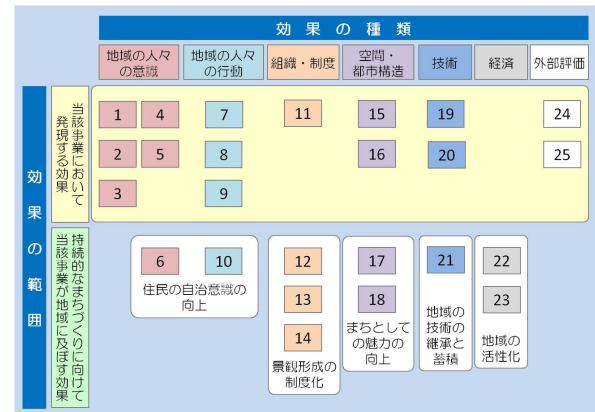 効果の種類
地域の人々
の意識
地域の人々
の行動
組織・制度
空間・
都市構造
技術
経済
外部評価
効果の範囲
当該事業において
発現する効果
1 4 7 11 15 19 24
2 5 8 16 20 25
3 9
持続的なまちづくりに向けて
当該事業が地域に及ぼす効果
6 10 12 17 21 22
住民の自治意識の
向上
13 18 23
14
景観形成の
制度化
まちとして
の魅力の
向上
地域の
技術の
継承と
蓄積
地域の
活性化